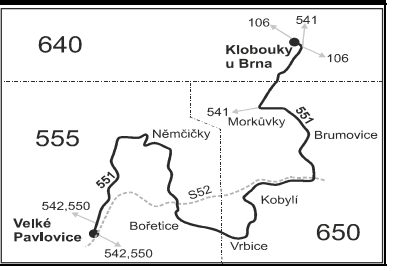 106
541
640
Klobouky
u Brna
106
541
551
Morkůvky
Brumovice
555
Němčičky
551
S52
Kobylí
542,550
Velké
Pavlovice
Bořetice
650
Vrbice
542,550